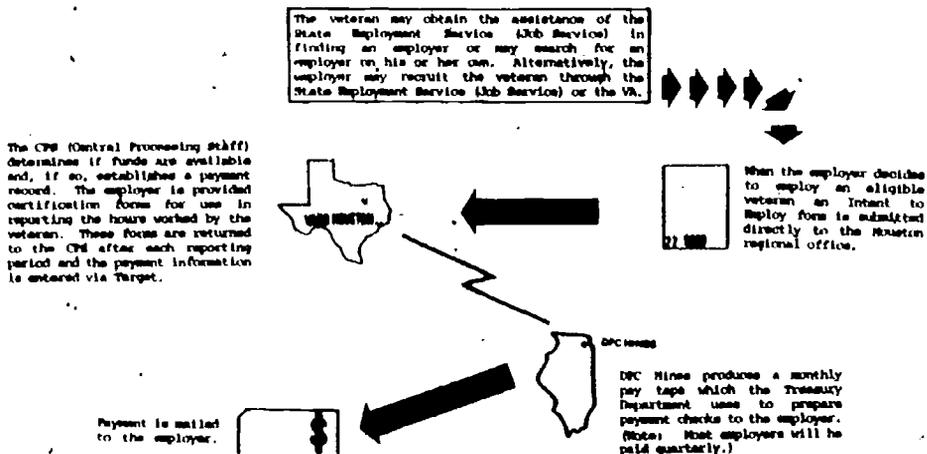 The veteran may obtain the assistance of the
State Employment Service (Job Service) in
finding an employer or may search for an
employer on his or her own. Alternatively, the
employer may recruit the veteran through the
State Employment Service (Job Service) or the VA.
The CPS (Central Processing Staff)
determines if funds are available
and, if so, establishes a payment
record. The employer is provided
certification forms for use in
reporting the hours worked by the
veteran. These forms are returned
to the CPS after each reporting
period and the payment information
is entered via Target.
HOUSTON
When the employer decides
to employ an eligible
veteran an Intent to
Employ form is submitted
directly to the Houston
regional office.
DPC HINES
DPC Hines produces a monthly
pay tape which the Treasury
Department uses to prepare
payment checks to the employer.
(Note: Most employers will be
paid quarterly.)
Payment is mailed
to the employer.
$